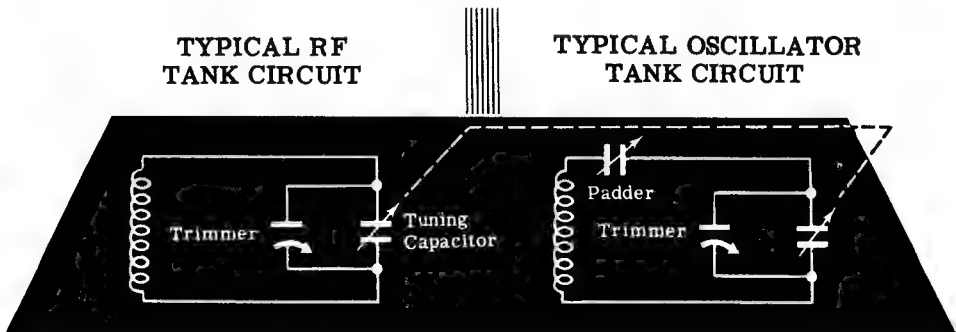 TYPICAL RF
TANK CIRCUIT
TYPICAL OSCILLATOR
TANK CIRCUIT
Trimmer
Tuning
Capacitor
Padder
Trimmer